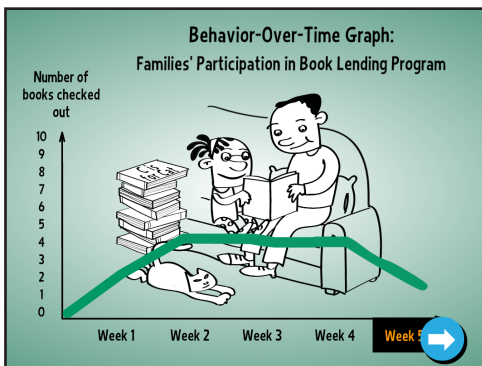 Behavior-Over-Time Graph:
Families' Participation in Book Lending Program
Number of
books checked
out
10
9
8
7
6
5
4
3
2
1
0
Week 1 Week 2 Week 3 Week 4 Week